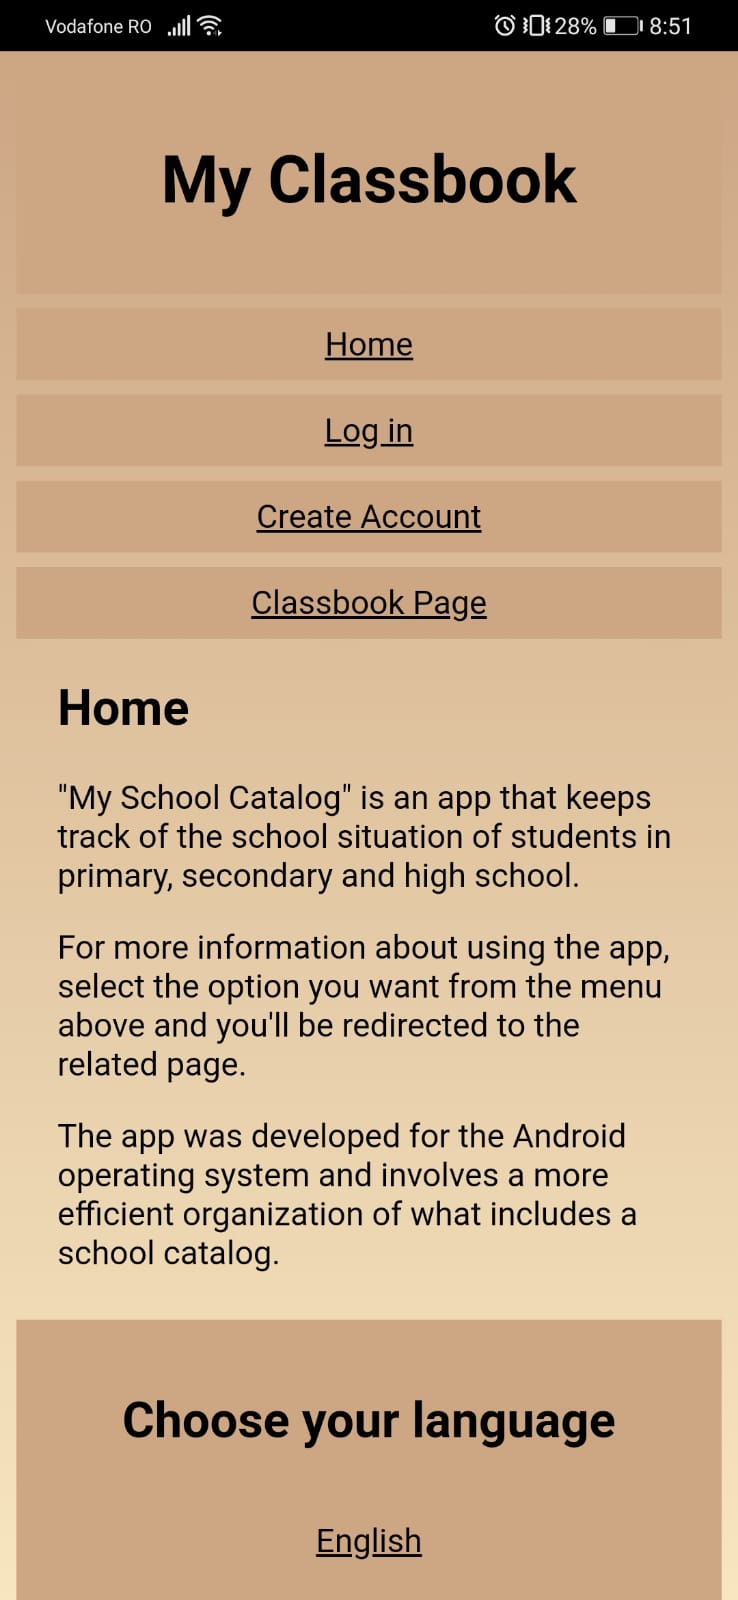 Vodafone RO 28% 8:51
My Classbook
Home
Log in
Create Account
Classbook Page
Home
"My School Catalog" is an app that keeps
track of the school situation of students in
primary, secondary and high school.
For more information about using the app,
select the option you want from the menu
above and you'll be redirected to the
related page.
The app was developed for the Android
operating system and involves a more
efficient organization of what includes a
school catalog.
Choose your language
English